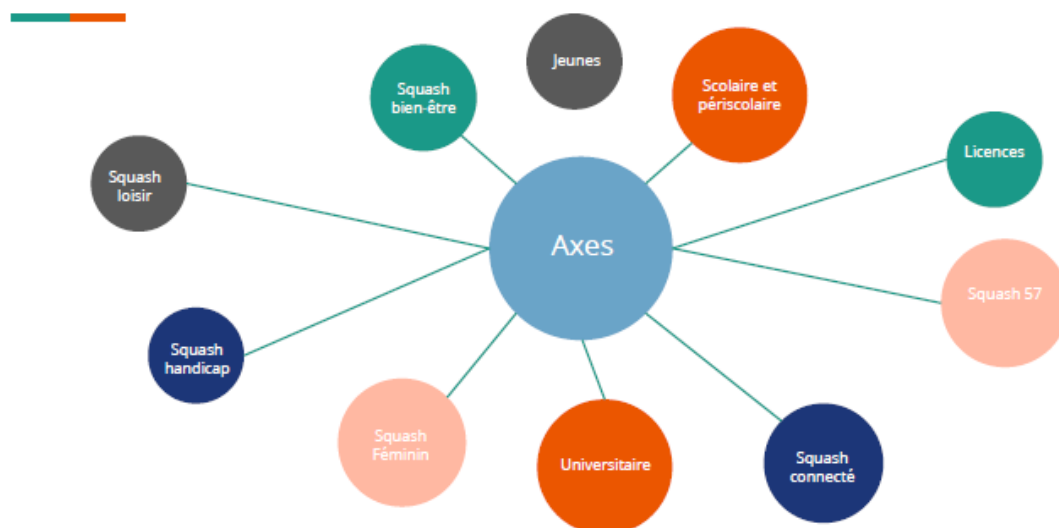 Jeunes
Scolaire et
périscolaire
Squash
bien-être
Licences
Squash
loisir
Axes
Squash 57
Squash
handicap
Squash
Féminin
Universitaire
Squash
connecté